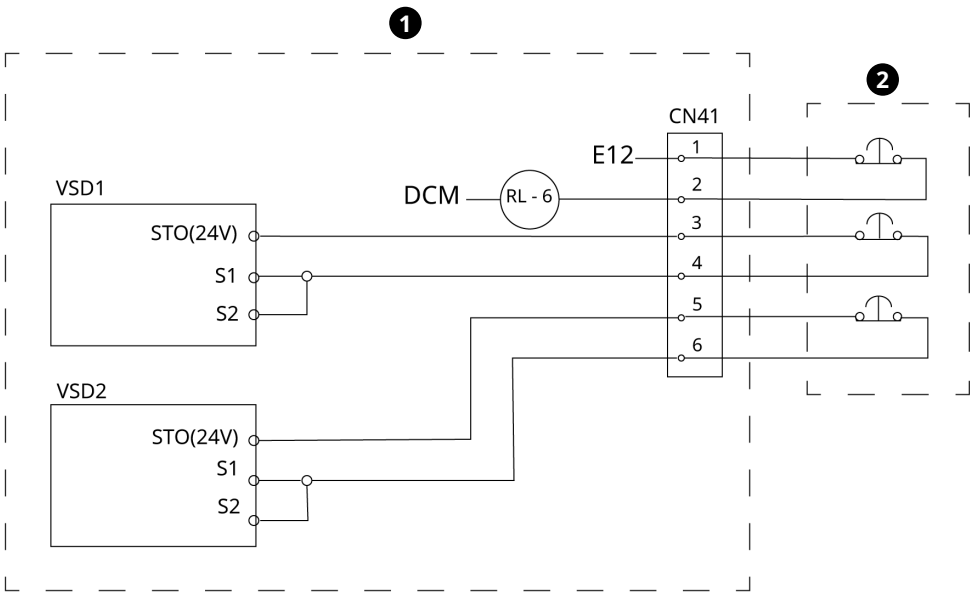 1
2
CN41
E12
1
DCM
RL - 6
2
VSD1
STO(24V)
3
S1
4
S2
5
6
VSD2
STO(24V)
S1
S2